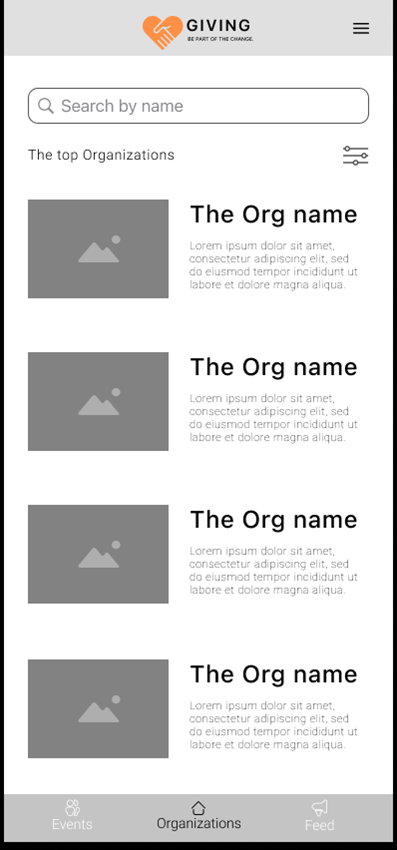 GIVING
BE PART OF THE CHANGE.
Search by name
The top Organizations
The Org name
Lorem ipsum dolor sit amet,
consectetur adipiscing elit, sed
do eiusmod tempor incididunt ut
labore et dolore magna aliqua.
The Org name
Lorem ipsum dolor sit amet,
consectetur adipiscing elit, sed
do eiusmod tempor incididunt ut
labore et dolore magna aliqua.
The Org name
Lorem ipsum dolor sit amet,
consectetur adipiscing elit, sed
do eiusmod tempor incididunt ut
labore et dolore magna aliqua.
The Org name
Lorem ipsum dolor sit amet,
consectetur adipiscing elit, sed
do eiusmod tempor incididunt ut
labore et dolore magna aliqua.
Events
Organizations
Feed